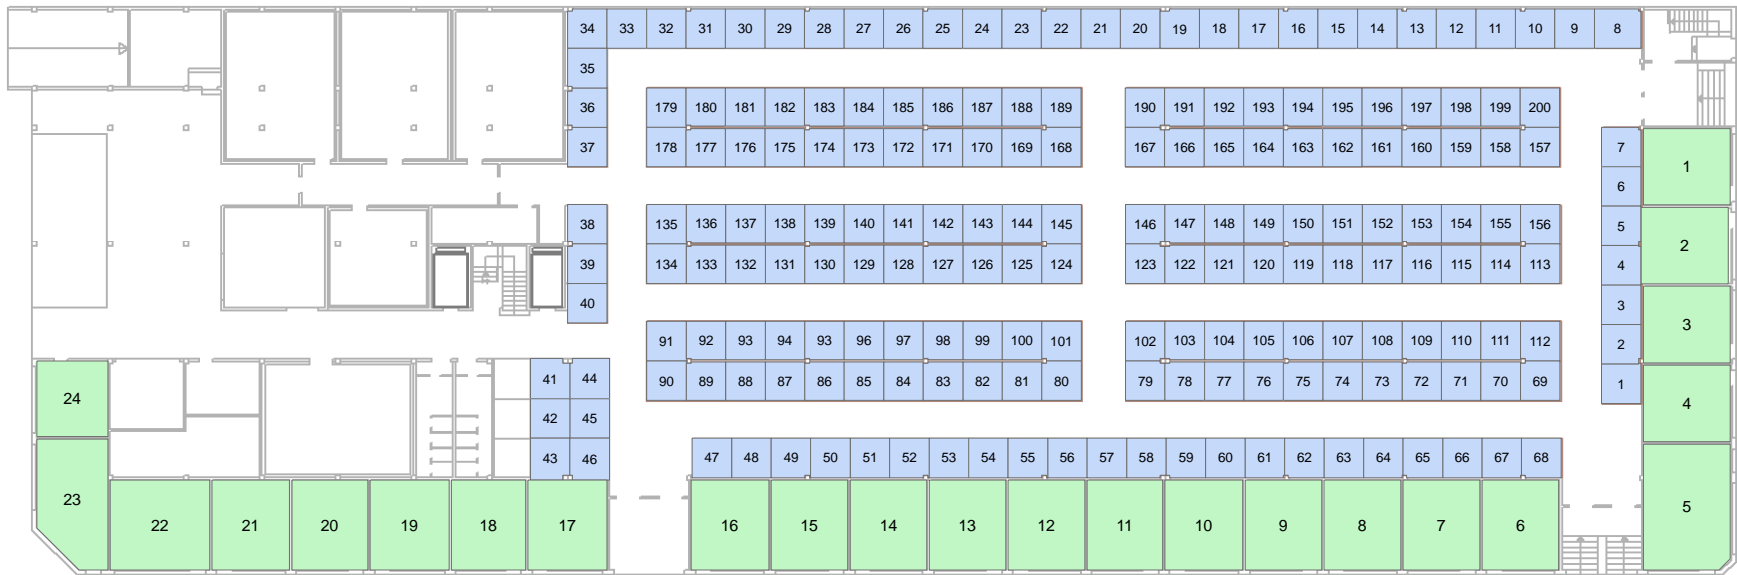 34 33 32 31 30 29 28 27 26 25 24 23 22 21 20 19 18 17 16 15 14 13 12 11 10 9 8
35
36 179 180 181 182 183 184 185 186 187 188 189 190 191 192 193 194 195 196 197 198 199 200
37 178 177 176 175 174 173 172 171 170 169 168 167 166 165 164 163 162 161 160 159 158 157 7
1
6
38 135 136 137 138 139 140 141 142 143 144 145 146 147 148 149 150 151 152 153 154 155 156 5
2
39 134 133 132 131 130 129 128 127 126 125 124 123 122 121 120 119 118 117 116 115 114 113 4
40 3
3
91 92 93 94 93 96 97 98 99 100 101 102 103 104 105 106 107 108 109 110 111 112 2
41 44 90 89 88 87 86 85 84 83 82 81 80 79 78 77 76 75 74 73 72 71 70 69 1
24 4
42 45
43 46 47 48 49 50 51 52 53 54 55 56 57 58 59 60 61 62 63 64 65 66 67 68
23 5
22 21 20 19 18 17 16 15 14 13 12 11 10 9 8 7 6